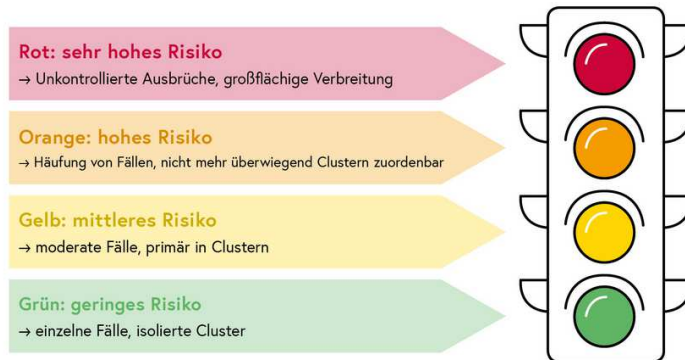 Rot: sehr hohes Risiko
→ Unkontrollierte Ausbrüche, großflächige Verbreitung
Orange: hohes Risiko
→ Häufung von Fällen, nicht mehr überwiegend Clustern zuordenbar
Gelb: mittleres Risiko
→ moderate Fälle, primär in Clustern
Grün: geringes Risiko
→ einzelne Fälle, isolierte Cluster